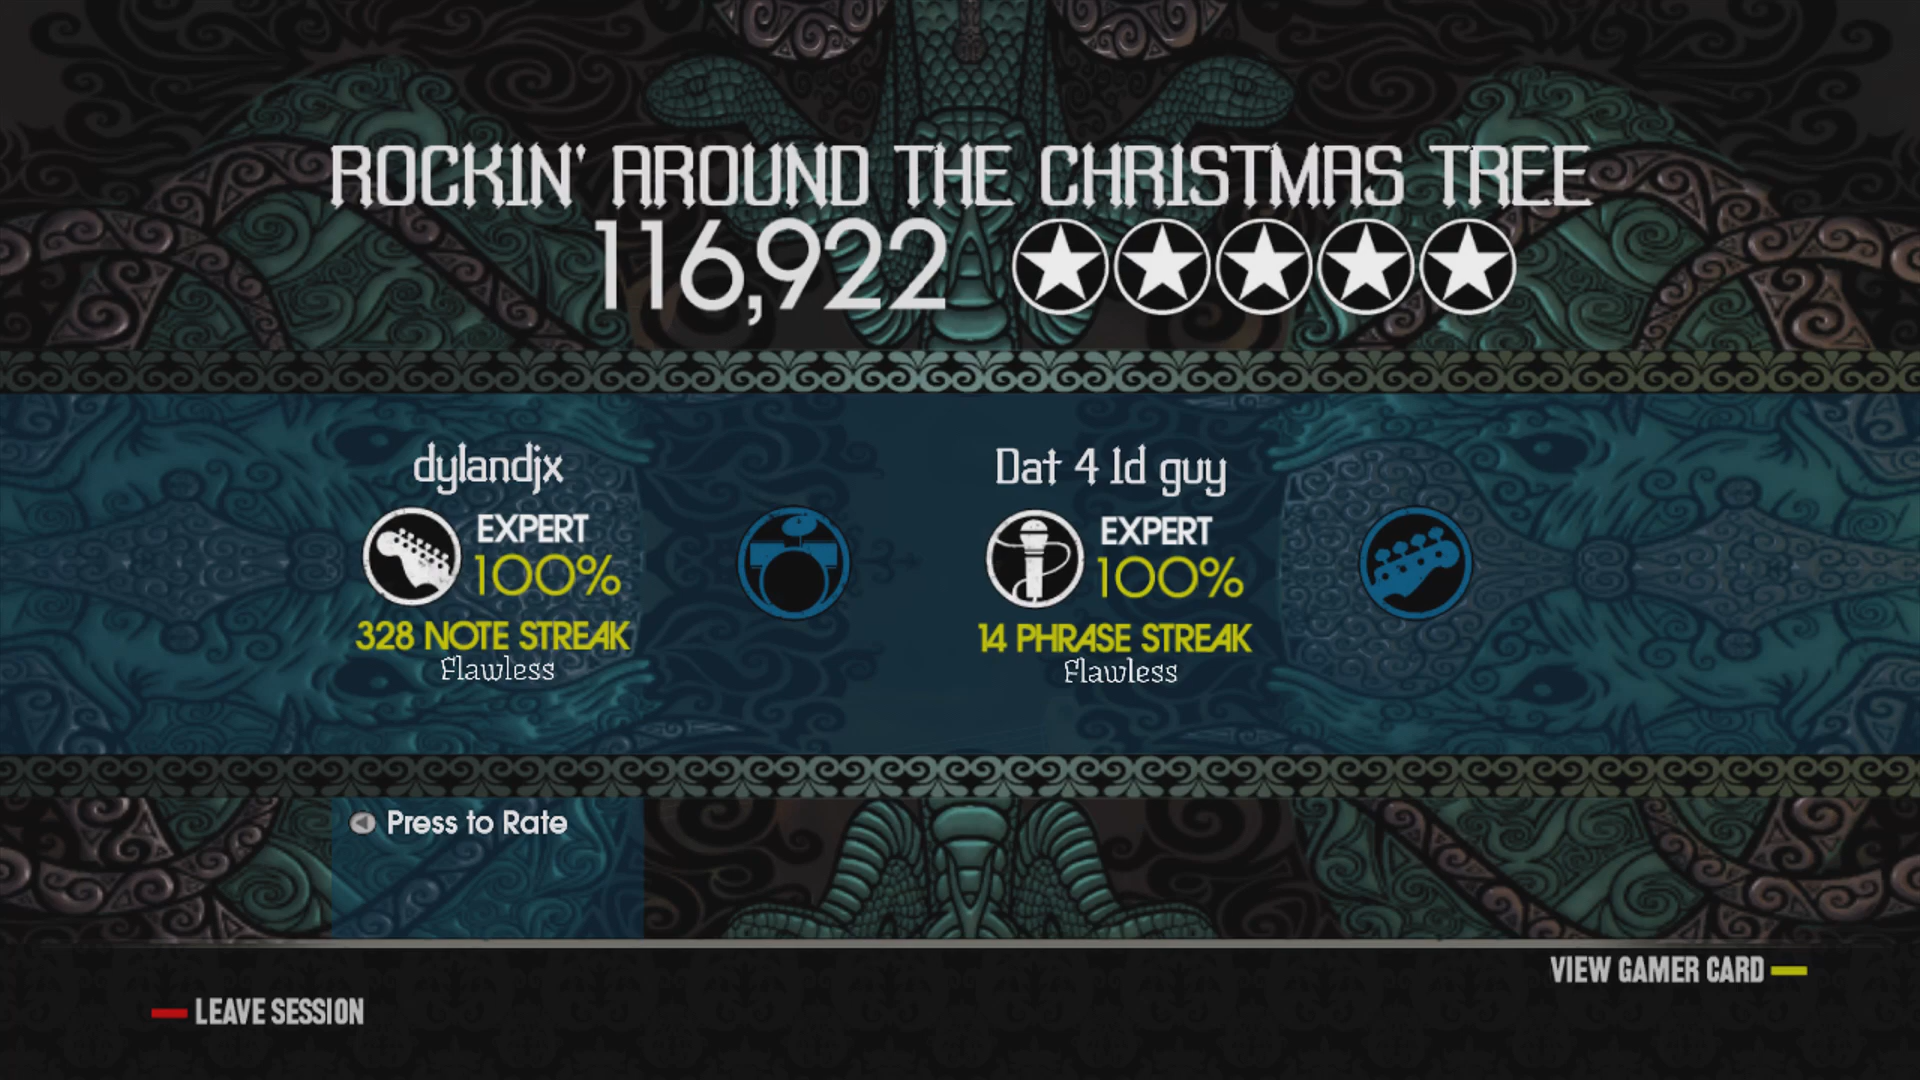 ROCKIN' AROUND THE CHRISTMAS TREE
116,922
dylandjx
EXPERT
100%
328 NOTE STREAK
Flawless
Dat 4 1d guy
EXPERT
100%
14 PHRASE STREAK
Flawless
Press to Rate
VIEW GAMER CARD
LEAVE SESSION